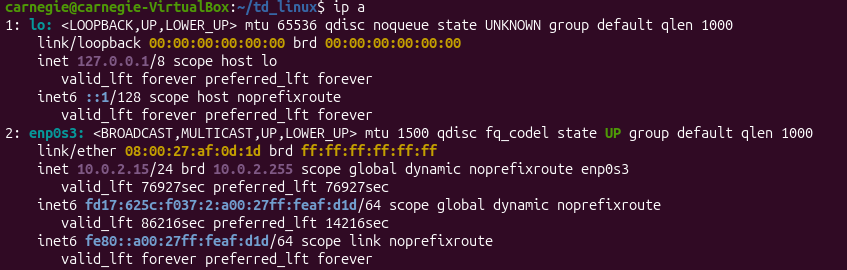 carnegie@carnegie-VirtualBox:~/td_linux$ ip a
1: lo: <LOOPBACK,UP,LOWER_UP> mtu 65536 qdisc noqueue state UNKNOWN group default qlen 1000
    link/loopback 00:00:00:00:00:00 brd 00:00:00:00:00:00
    inet 127.0.0.1/8 scope host lo
       valid_lft forever preferred_lft forever
    inet6 ::1/128 scope host noprefixroute
       valid_lft forever preferred_lft forever
2: enp0s3: <BROADCAST,MULTICAST,UP,LOWER_UP> mtu 1500 qdisc fq_codel state UP group default qlen 1000
    link/ether 08:00:27:af:0d:1d brd ff:ff:ff:ff:ff:ff
    inet 10.0.2.15/24 brd 10.0.2.255 scope global dynamic noprefixroute enp0s3
       valid_lft 76927sec preferred_lft 76927sec
    inet6 fd17:625c:f037:2:a00:27ff:feaf:d1d/64 scope global dynamic noprefixroute
       valid_lft 86216sec preferred_lft 14216sec
    inet6 fe80::a00:27ff:feaf:d1d/64 scope link noprefixroute
       valid_lft forever preferred_lft forever